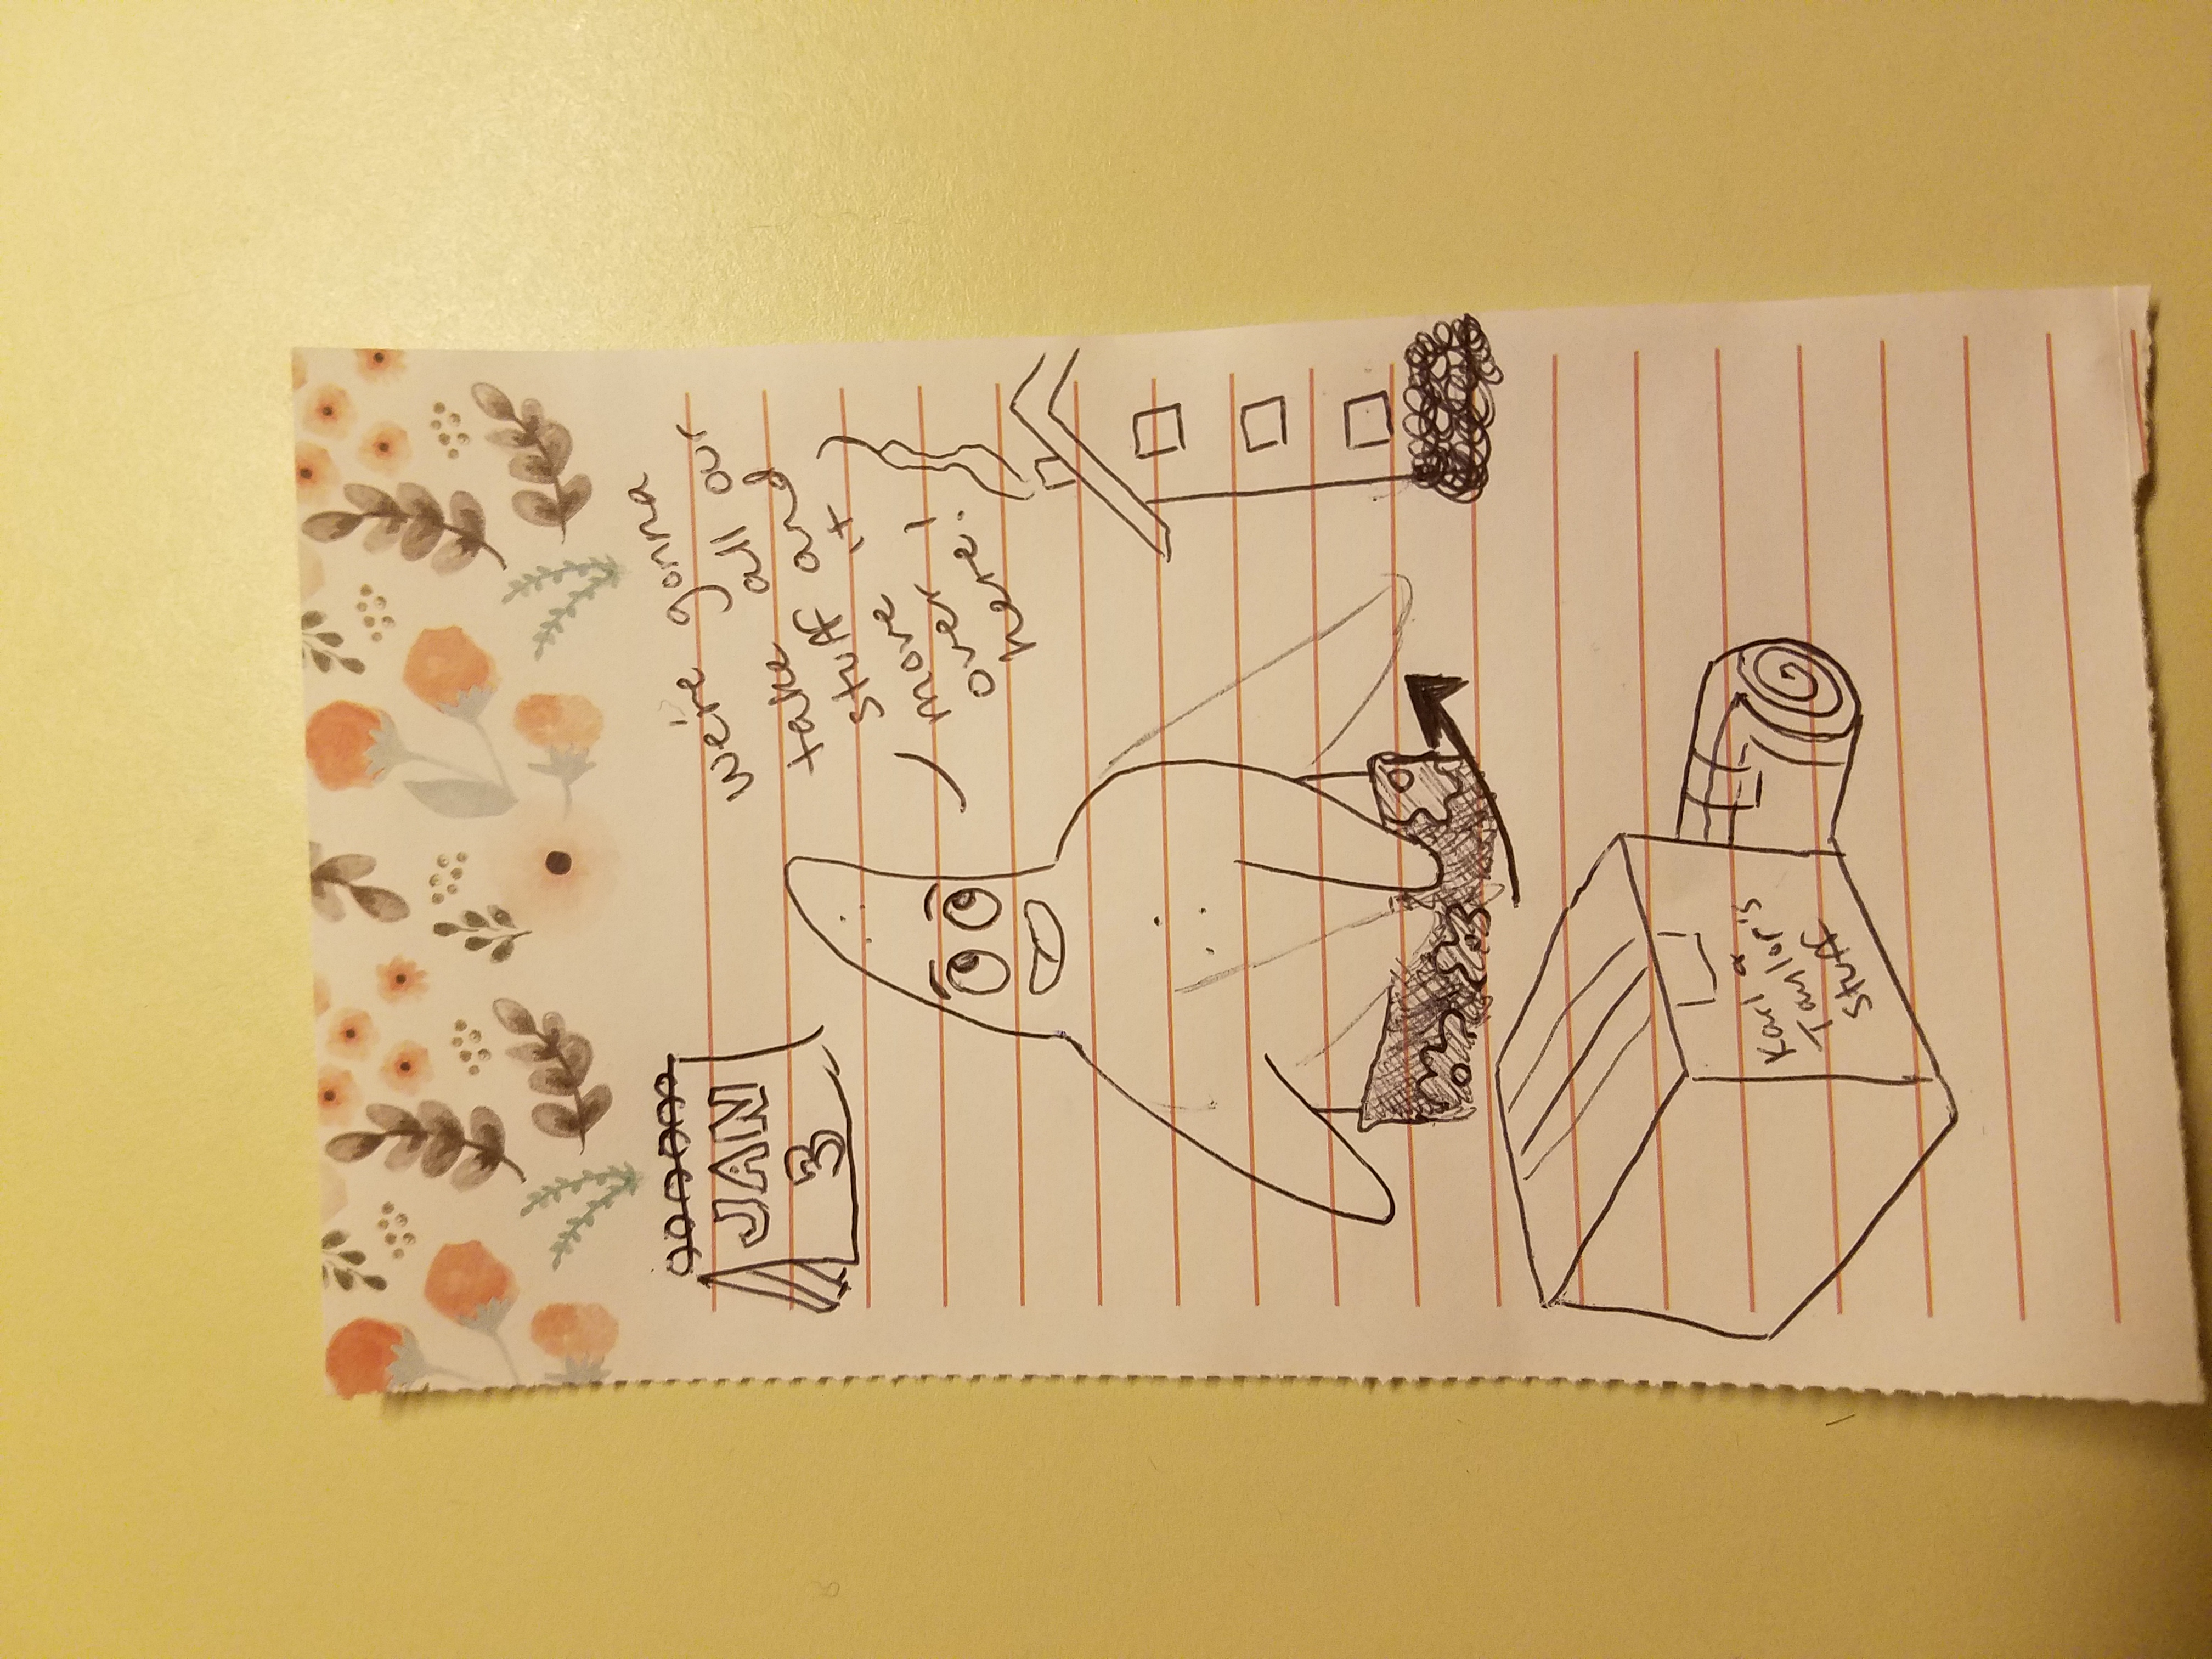 JAN
3
we're gonna
take all our
stuff and
move it
over
here!
Karl &
Taylor's
stuff